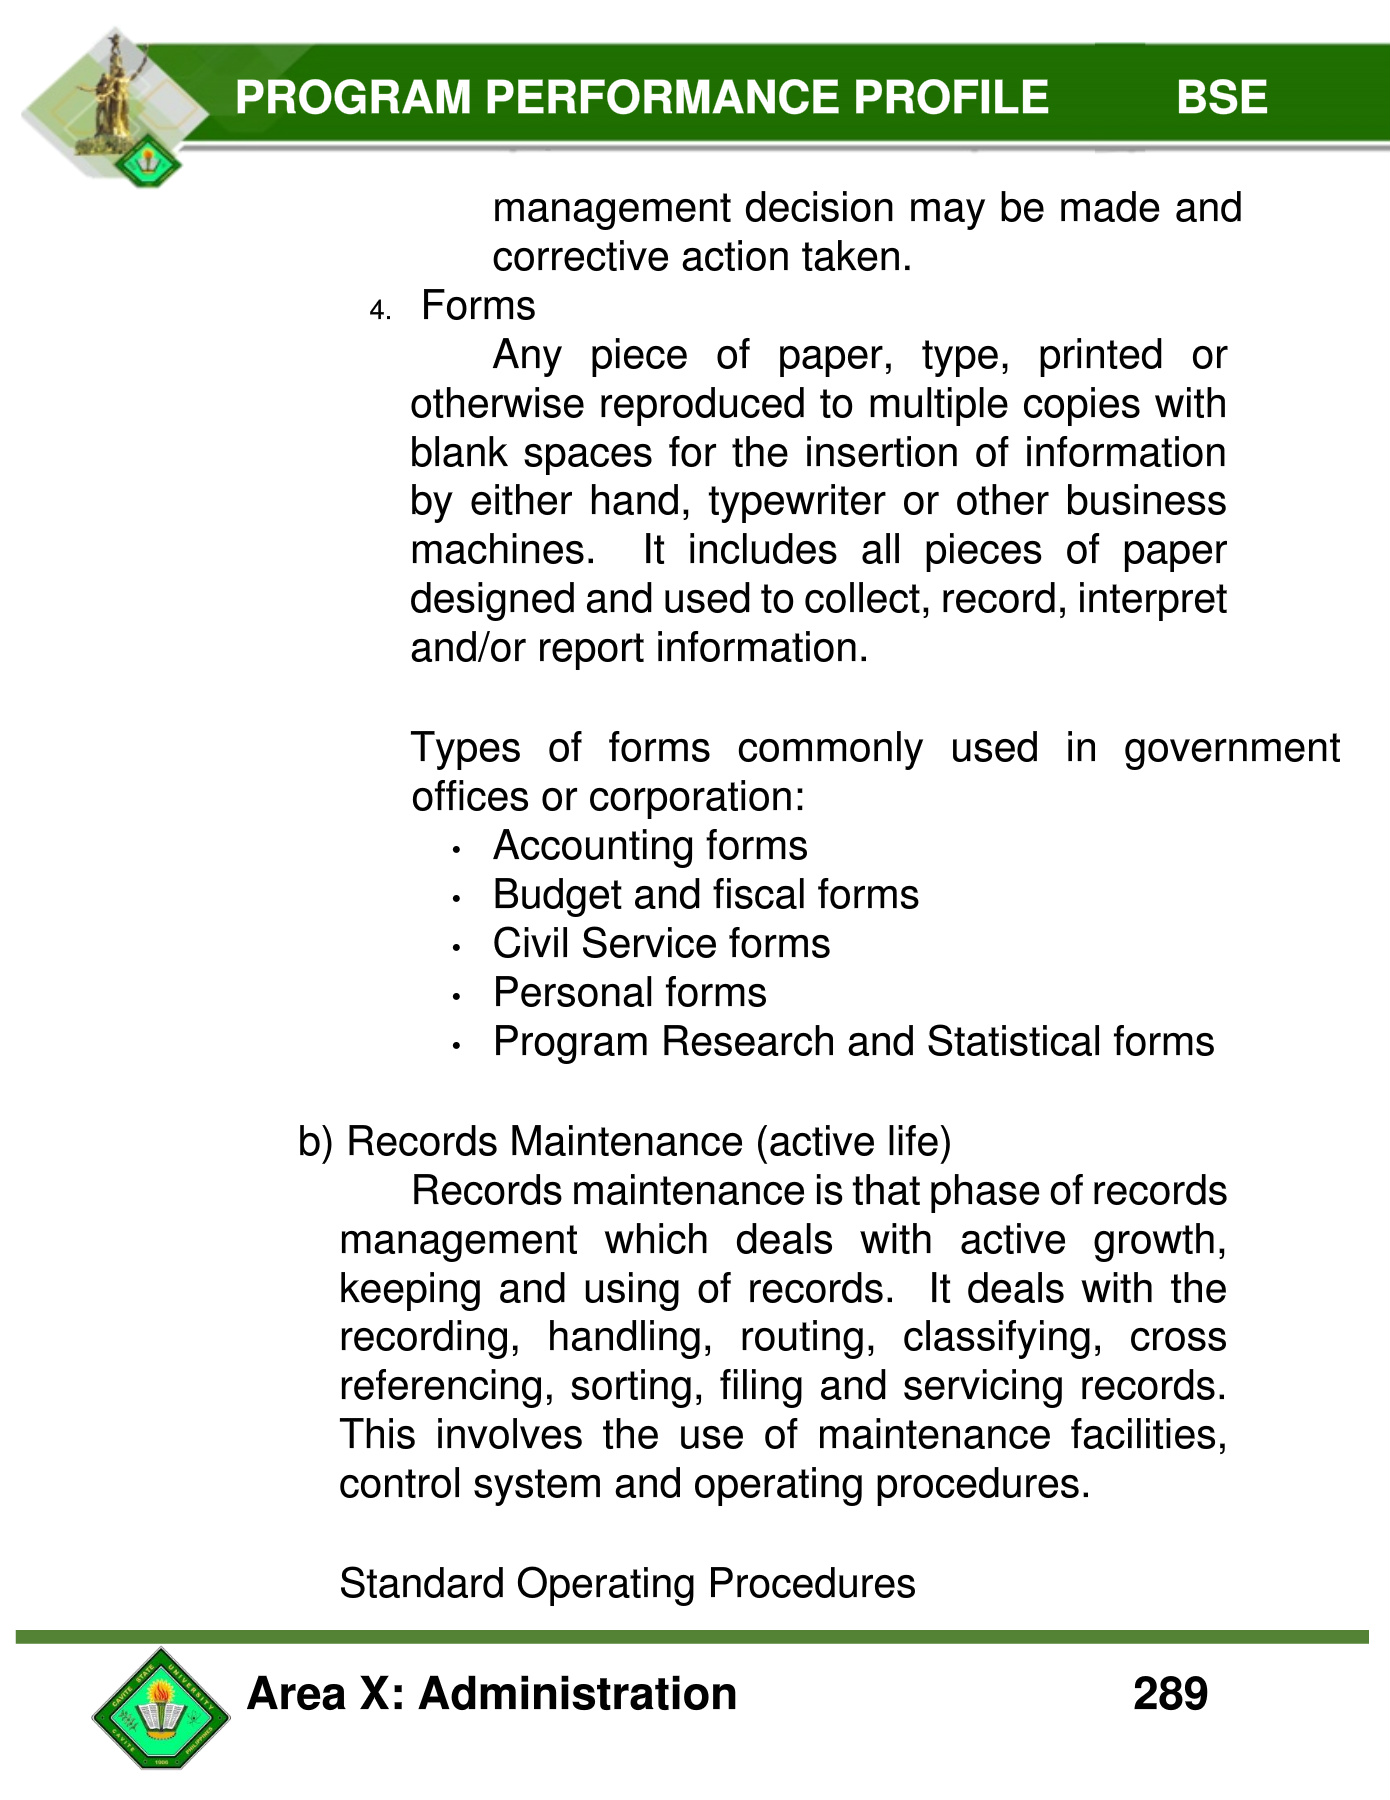 PROGRAM PERFORMANCE PROFILE BSE
management decision may be made and
corrective action taken.
4. Forms
Any piece of paper, type, printed or
otherwise reproduced to multiple copies with
blank spaces for the insertion of information
by either hand, typewriter or other business
machines. It includes all pieces of paper
designed and used to collect, record, interpret
and/or report information.
Types of forms commonly used in government
offices or corporation:
• Accounting forms
• Budget and fiscal forms
• Civil Service forms
• Personal forms
• Program Research and Statistical forms
b) Records Maintenance (active life)
Records maintenance is that phase of records
management which deals with active growth,
keeping and using of records. It deals with the
recording, handling, routing, classifying, cross
referencing, sorting, filing and servicing records.
This involves the use of maintenance facilities,
control system and operating procedures.
Standard Operating Procedures
CAVITE STATE UNIVERSITY
CAVITE 1906 PHILIPPINES
Area X: Administration 289